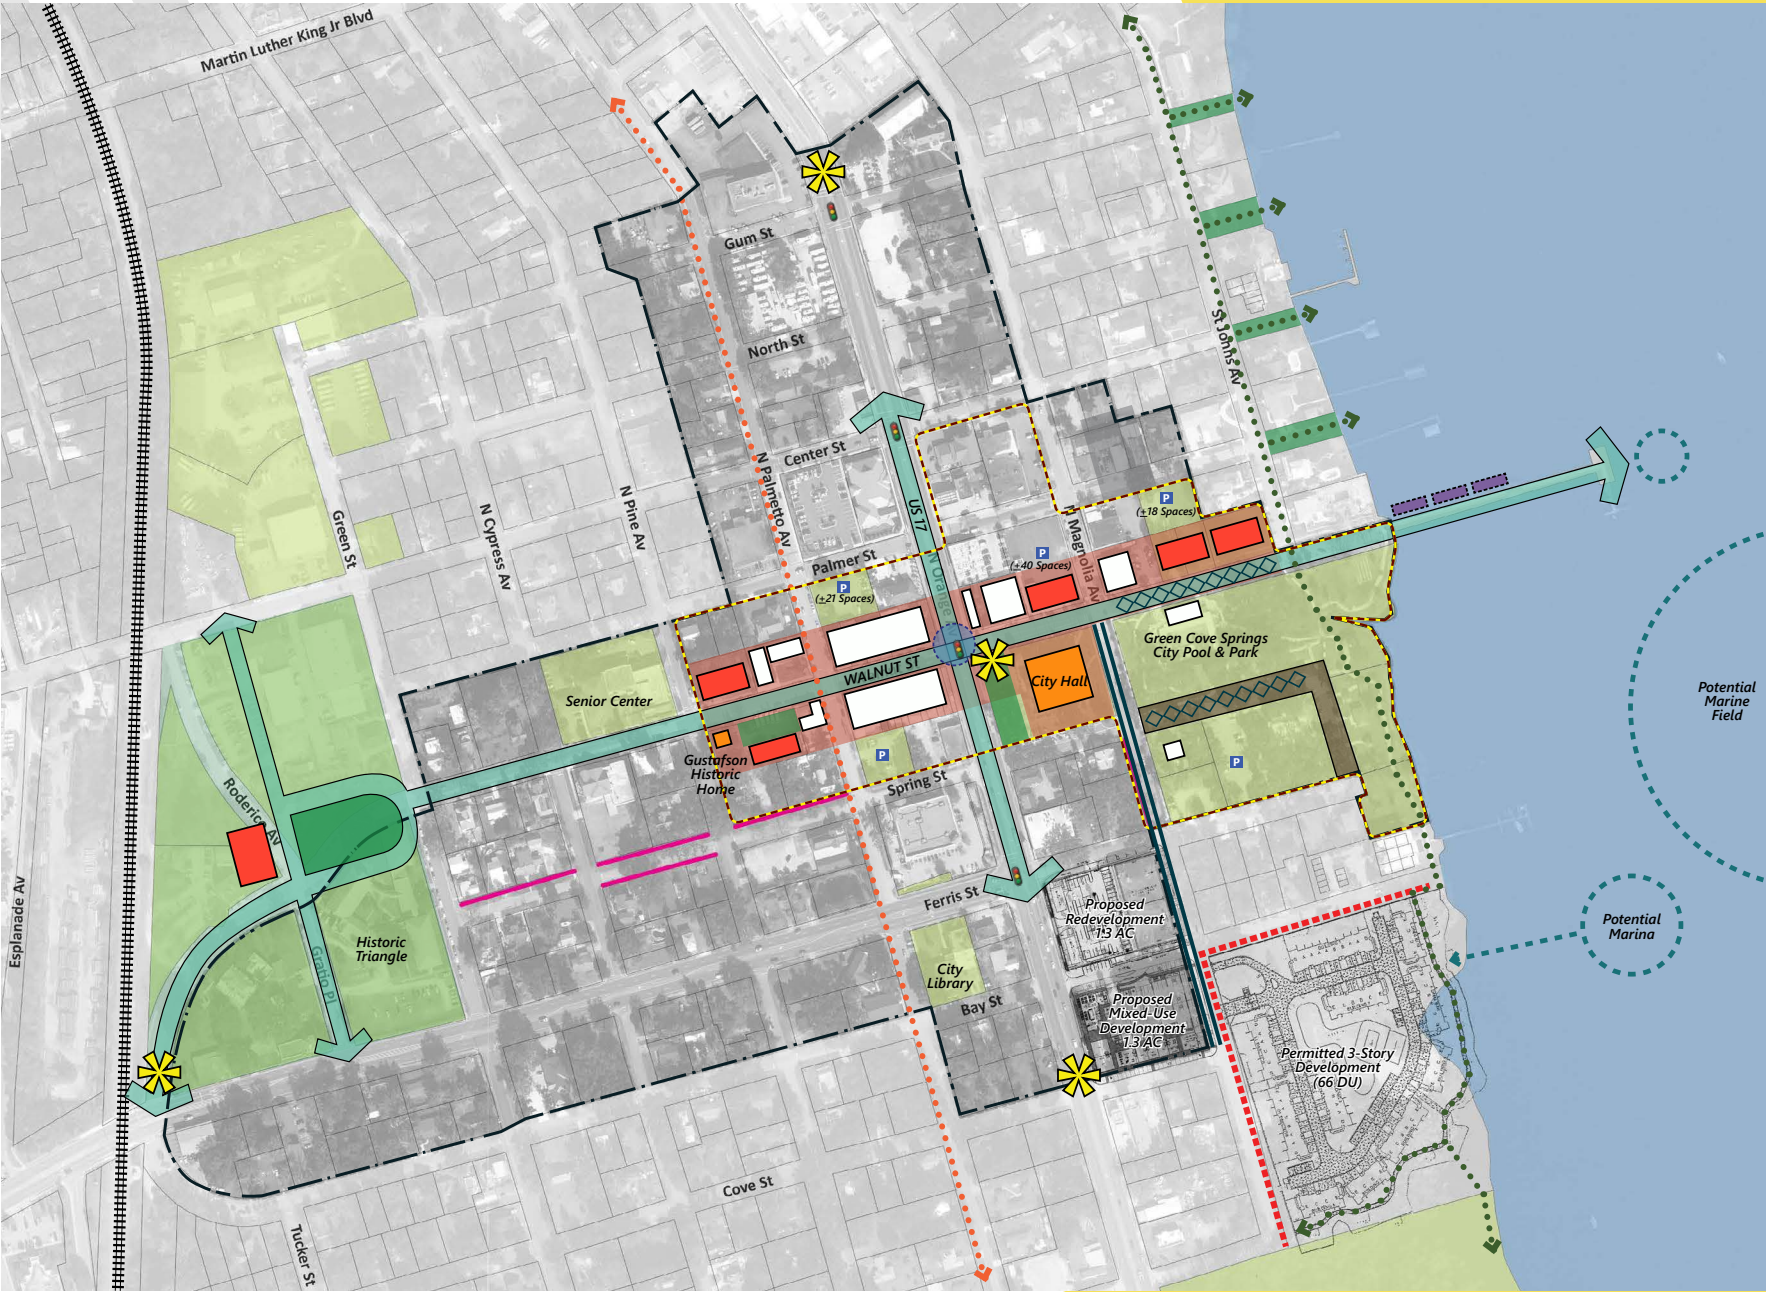 Martin Luther King Jr Blvd
Gum St
North St
St Johns Av
Center St
N Palmetto Av
N Pine Av
N Cypress Av
Green St
US 17
N Orange
P
(±18 Spaces)
N Magnolia Av
P
(±40 Spaces)
Palmer St
P
(±21 Spaces)
Green Cove Springs
City Pool & Park
WALNUT ST
City Hall
Senior Center
Potential
Marine
Field
Gustafson
Historic
Home
P
P
Spring St
Roderigo Av
Ferris St
Proposed
Redevelopment
1.3 AC
Potential
Marina
Esplanade Av
Historic
Triangle
Gratio Pl
City
Library
Bay St
Proposed
Mixed-Use
Development
1.3 AC
Permitted 3-Story
Development
(66 DU)
Cove St
Tucker St